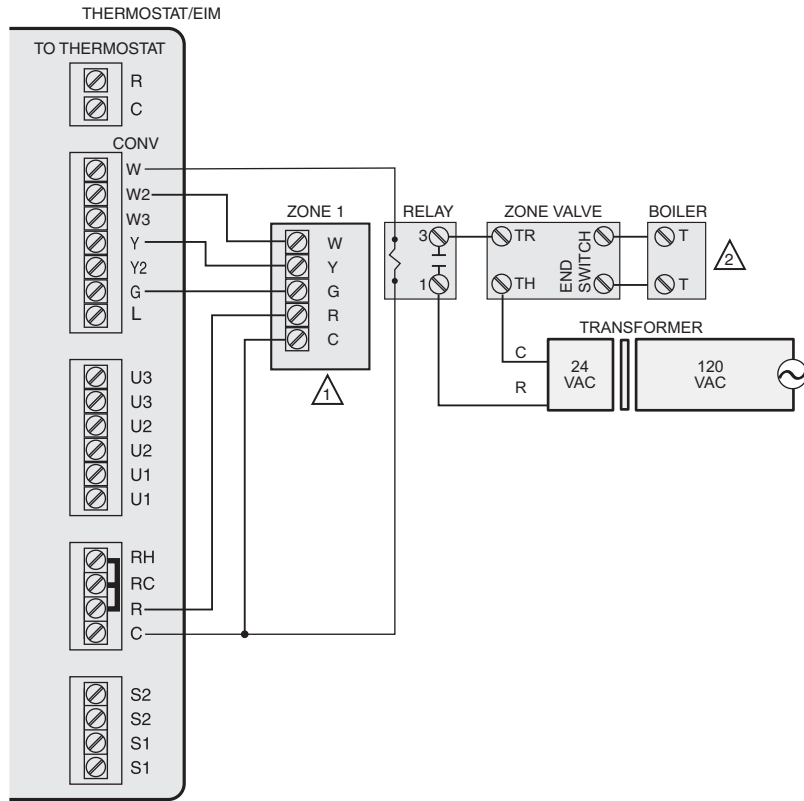 THERMOSTAT/EIM
TO THERMOSTAT
R
C
CONV
W
W2
W3
Y
Y2
G
L
U3
U3
U2
U2
U1
U1
RH
RC
R
C
S2
S2
S1
S1
ZONE 1
W
Y
G
R
C
1
RELAY
3
1
ZONE VALVE
TR
TH
END
SWITCH
BOILER
T
T
2
TRANSFORMER
C
R
24
VAC
120
VAC